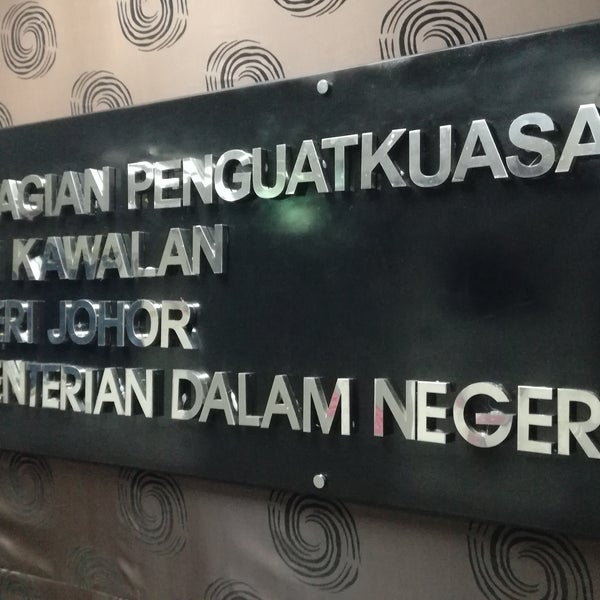 AGIAN PENGUATKUASA
KAWALAN
ERI JOHOR
ENTERIAN DALAM NEGER